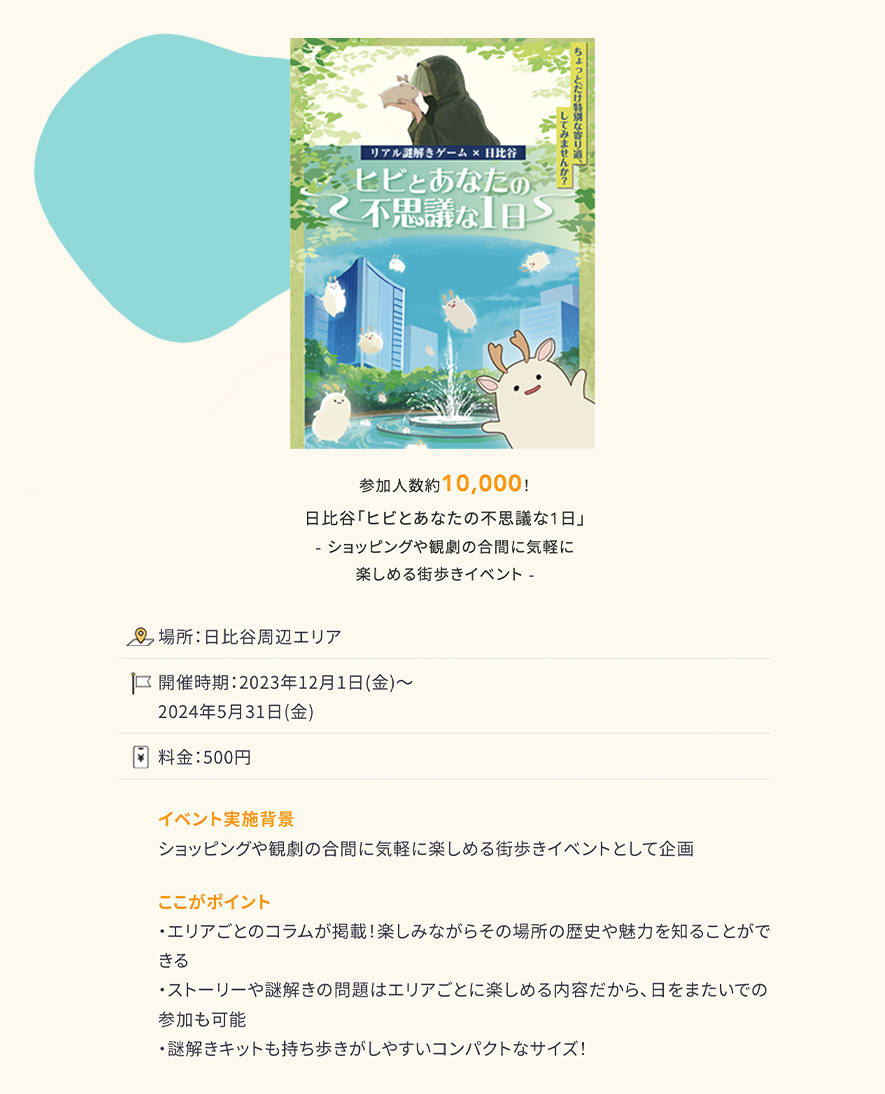 ちょっとだけ特別な寄り道、
してみませんか？
リアル謎解きゲーム × 日比谷
ヒビとあなたの
不思議な1日
参加人数約10,000！
日比谷「ヒビとあなたの不思議な1日」
- ショッピングや観劇の合間に気軽に
楽しめる街歩きイベント -
場所：日比谷周辺エリア
開催時期：2023年12月1日(金)～
2024年5月31日(金)
料金：500円
イベント実施背景
ショッピングや観劇の合間に気軽に楽しめる街歩きイベントとして企画
ここがポイント
・エリアごとのコラムが掲載！楽しみながらその場所の歴史や魅力を知ることがで
きる
・ストーリーや謎解きの問題はエリアごとに楽しめる内容だから、日をまたいでの
参加も可能
・謎解きキットも持ち歩きがしやすいコンパクトなサイズ！